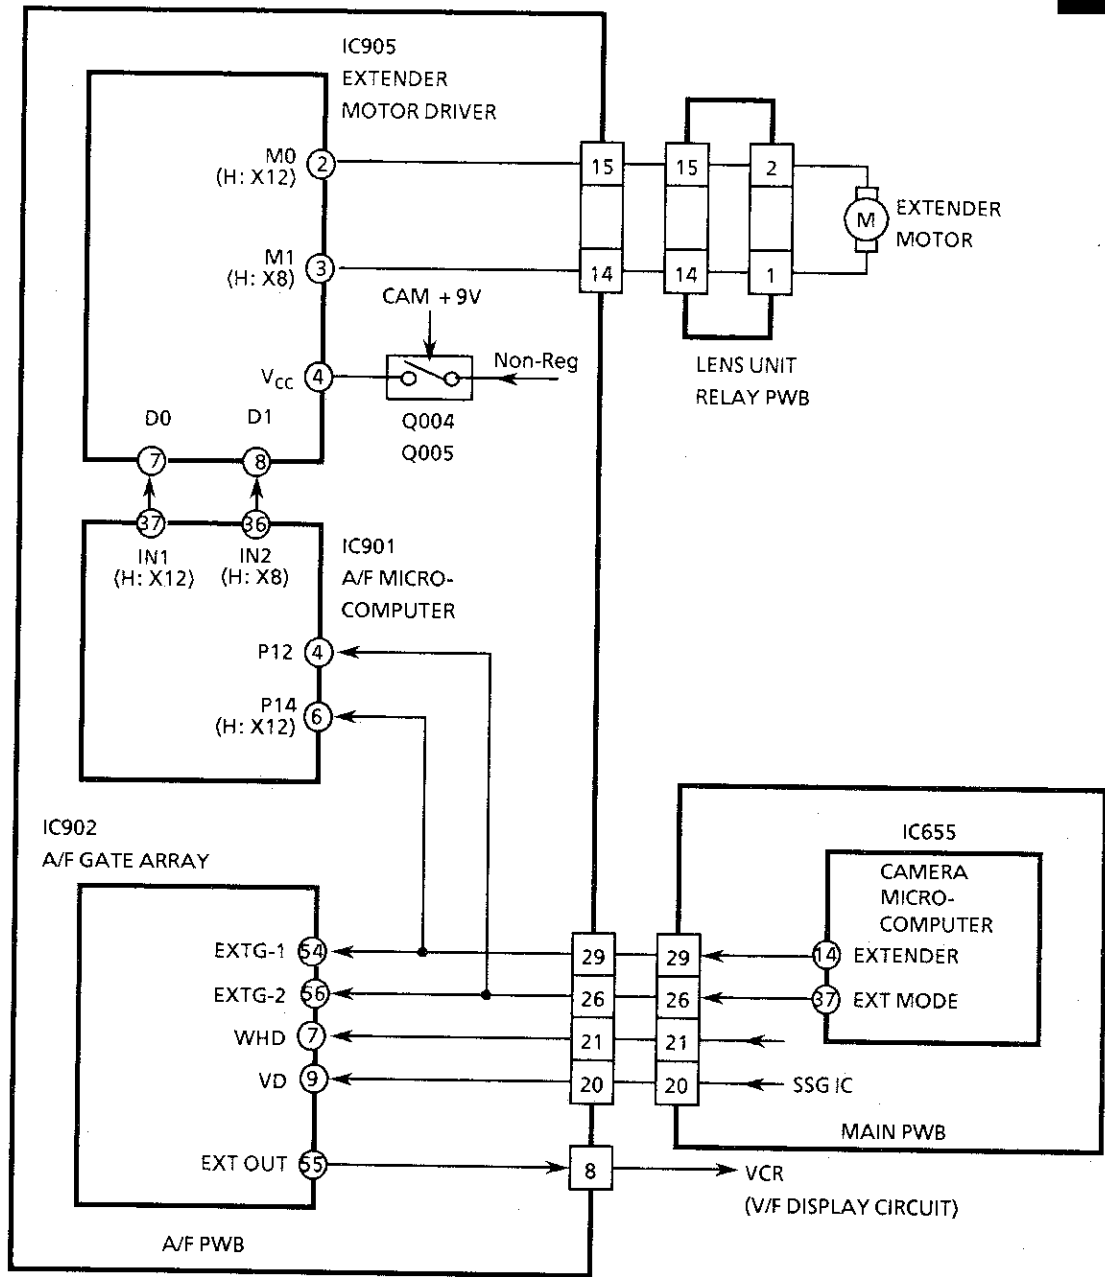 IC905
EXTENDER
MOTOR DRIVER
M0
(H: X12)
2
15
15
2
M
EXTENDER
MOTOR
M1
(H: X8)
3
14
14
1
CAM + 9V
Non-Reg
LENS UNIT
RELAY PWB
VCC
4
Q004
Q005
D0
D1
7
8
37
36
IN1
(H: X12)
IN2
(H: X8)
IC901
A/F MICRO-
COMPUTER
P12
4
P14
(H: X12)
6
IC902
A/F GATE ARRAY
IC655
CAMERA
MICRO-
COMPUTER
EXTG-1
54
29
29
14
EXTENDER
EXTG-2
56
26
26
37
EXT MODE
WHD
7
21
21
VD
9
20
20
SSG IC
MAIN PWB
EXT OUT
55
8
VCR
(V/F DISPLAY CIRCUIT)
A/F PWB